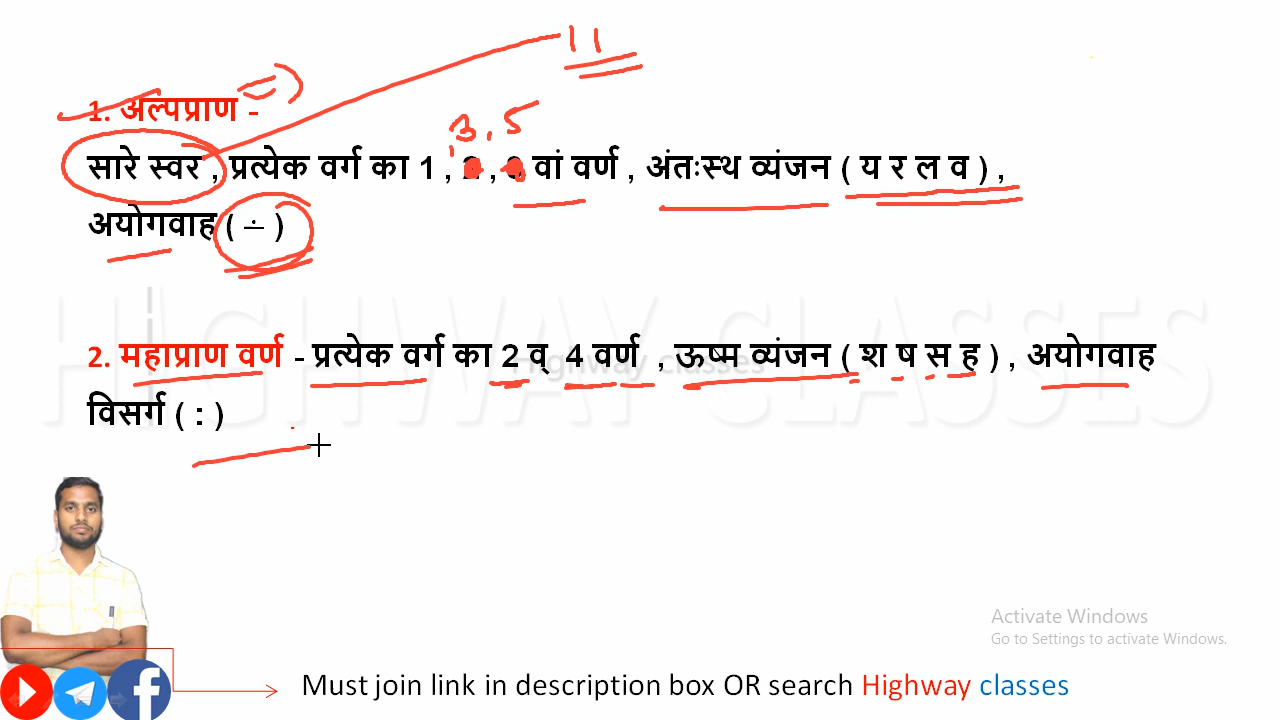 11
1. अल्पप्राण -
3, 5
सारे स्वर , प्रत्येक वर्ग का 1 , , वां वर्ण , अंतःस्थ व्यंजन ( य र ल व ) ,
अयोगवाह ( ∸ )
HIGHWAY CLASSES
2. महाप्राण वर्ण - प्रत्येक वर्ग का 2 व् 4 वर्ण , ऊष्म व्यंजन ( श ष स ह ) , अयोगवाह
Highway classes
विसर्ग ( : )
Activate Windows
Go to Settings to activate Windows.
Must join link in description box OR search Highway classes